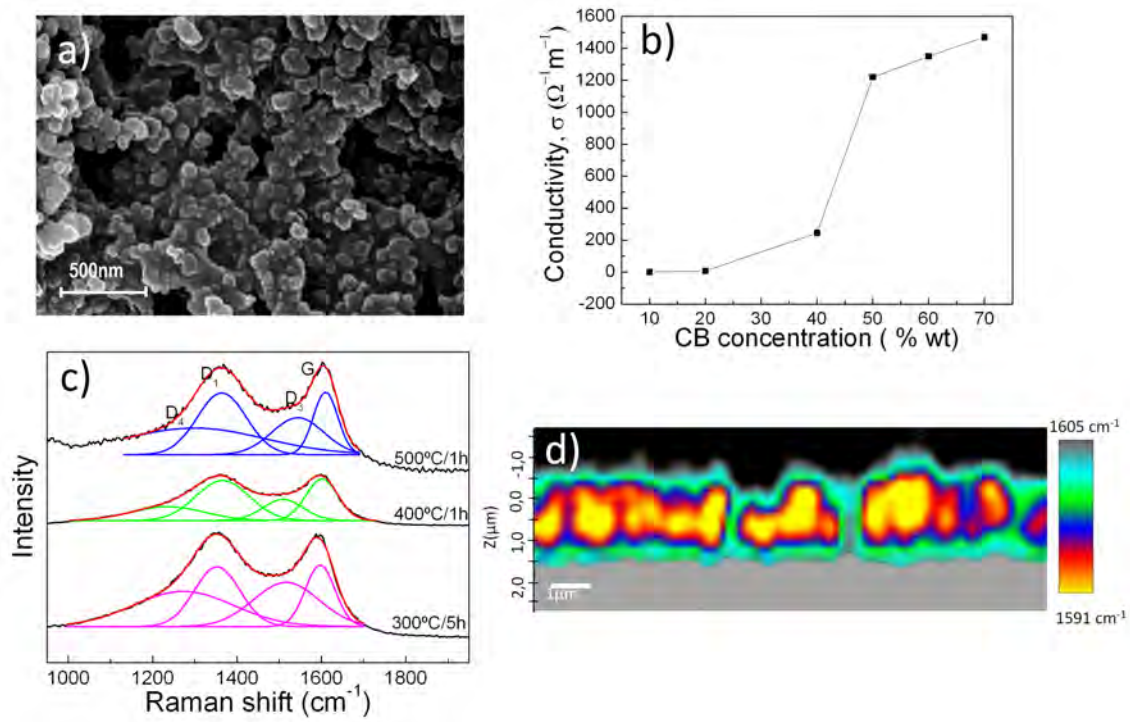 a)
500nm
b)
Conductivity, σ (Ω⁻¹m⁻¹)
1600
1400
1200
1000
800
600
400
200
0
-200
10 20 30 40 50 60 70
CB concentration ( % wt)
c)
D₄
D₁
D₃
G
500ºC/1h
400ºC/1h
300ºC/5h
Intensity
1000 1200 1400 1600 1800
Raman shift (cm⁻¹)
d)
Z(μm)
-1,0
0,0
1,0
2,0
1μm
1605 cm⁻¹
1591 cm⁻¹